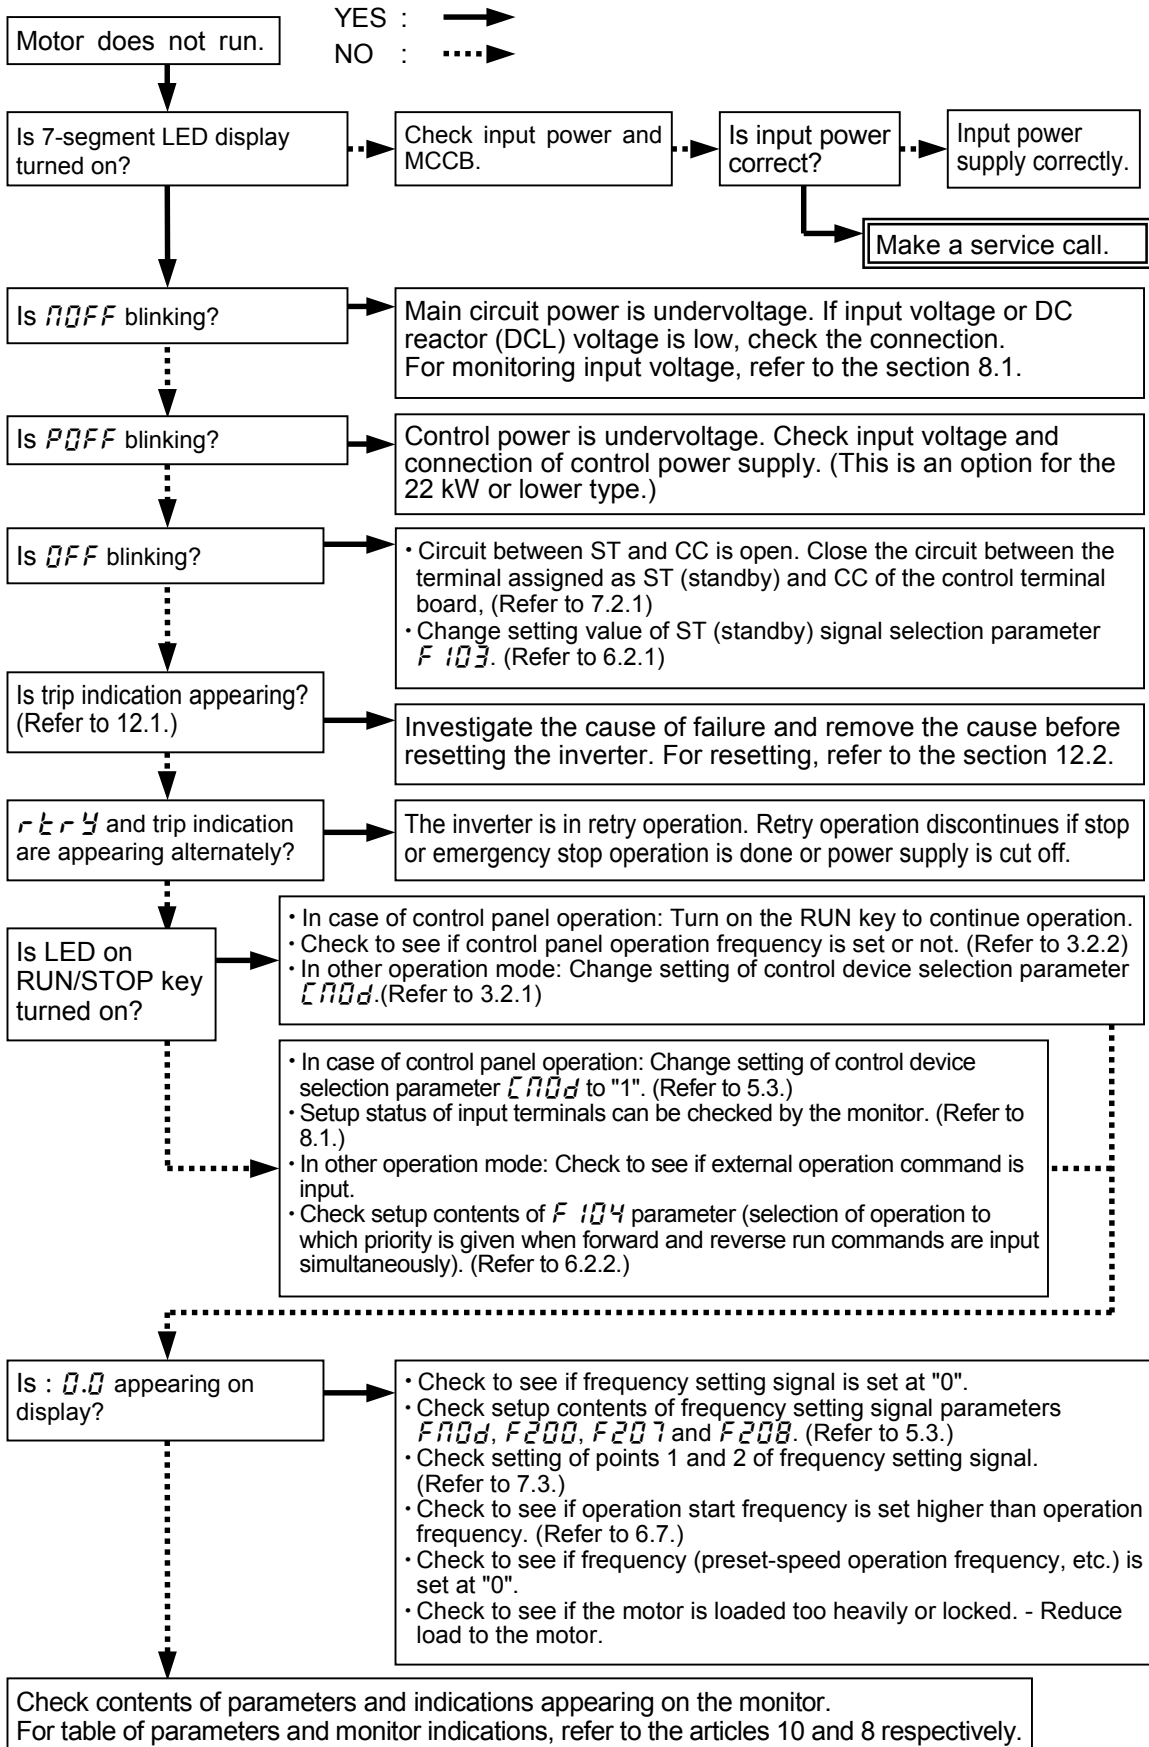 YES :
Motor does not run.
NO :
Is 7-segment LED display
turned on?
Check input power and
MCCB.
Is input power
correct?
Input power
supply correctly.
Make a service call.
Is MOFF blinking?
Main circuit power is undervoltage. If input voltage or DC
reactor (DCL) voltage is low, check the connection.
For monitoring input voltage, refer to the section 8.1.
Is POFF blinking?
Control power is undervoltage. Check input voltage and
connection of control power supply. (This is an option for the
22 kW or lower type.)
Is OFF blinking?
・Circuit between ST and CC is open. Close the circuit between the
terminal assigned as ST (standby) and CC of the control terminal
board, (Refer to 7.2.1)
・Change setting value of ST (standby) signal selection parameter
F103. (Refer to 6.2.1)
Is trip indication appearing?
(Refer to 12.1.)
Investigate the cause of failure and remove the cause before
resetting the inverter. For resetting, refer to the section 12.2.
rtry and trip indication
are appearing alternately?
The inverter is in retry operation. Retry operation discontinues if stop
or emergency stop operation is done or power supply is cut off.
Is LED on
RUN/STOP key
turned on?
・In case of control panel operation: Turn on the RUN key to continue operation.
・Check to see if control panel operation frequency is set or not. (Refer to 3.2.2)
・In other operation mode: Change setting of control device selection parameter
CMOd.(Refer to 3.2.1)
・In case of control panel operation: Change setting of control device
selection parameter CMOd to "1". (Refer to 5.3.)
・Setup status of input terminals can be checked by the monitor. (Refer to
8.1.)
・In other operation mode: Check to see if external operation command is
input.
・Check setup contents of F104 parameter (selection of operation to
which priority is given when forward and reverse run commands are input
simultaneously). (Refer to 6.2.2.)
Is : 0.0 appearing on
display?
・Check to see if frequency setting signal is set at "0".
・Check setup contents of frequency setting signal parameters
FMOd, F200, F207 and F208. (Refer to 5.3.)
・Check setting of points 1 and 2 of frequency setting signal.
(Refer to 7.3.)
・Check to see if operation start frequency is set higher than operation
frequency. (Refer to 6.7.)
・Check to see if frequency (preset-speed operation frequency, etc.) is
set at "0".
・Check to see if the motor is loaded too heavily or locked. - Reduce
load to the motor.
Check contents of parameters and indications appearing on the monitor.
For table of parameters and monitor indications, refer to the articles 10 and 8 respectively.